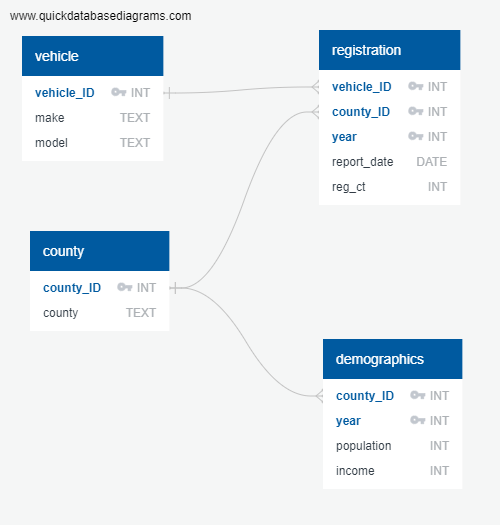 www.quickdatabasediagrams.com
vehicle
vehicle_ID INT
make TEXT
model TEXT
registration
vehicle_ID INT
county_ID INT
year INT
report_date DATE
reg_ct INT
county
county_ID INT
county TEXT
demographics
county_ID INT
year INT
population INT
income INT